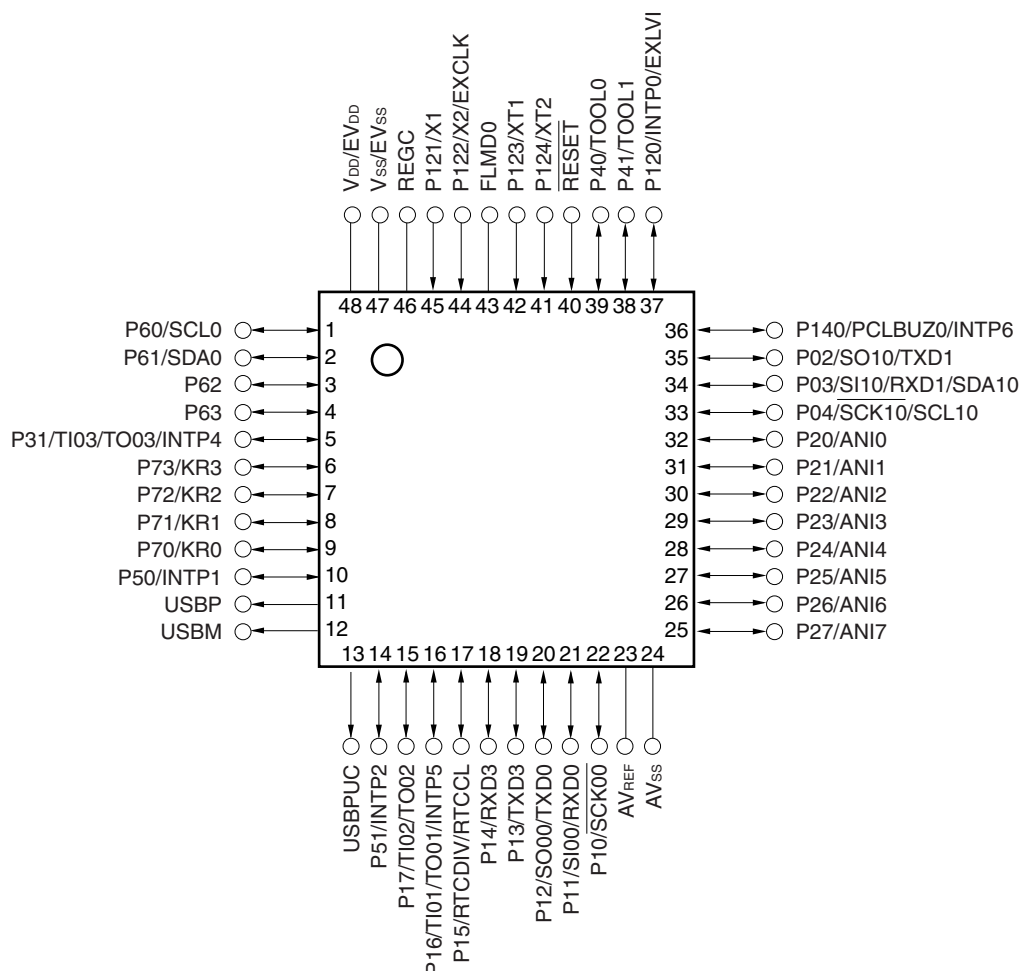 VDD/EVDD
VSS/EVSS
REGC
P121/X1
P122/X2/EXCLK
FLMD0
P123/XT1
P124/XT2
RESET
P40/TOOL0
P41/TOOL1
P120/INTP0/EXLVI
48 47 46 45 44 43 42 41 40 39 38 37
P60/SCL0 1
P61/SDA0 2
P62 3
P63 4
P31/TI03/TO03/INTP4 5
P73/KR3 6
P72/KR2 7
P71/KR1 8
P70/KR0 9
P50/INTP1 10
USBP 11
USBM 12
36 P140/PCLBUZ0/INTP6
35 P02/SO10/TXD1
34 P03/SI10/RXD1/SDA10
33 P04/SCK10/SCL10
32 P20/ANI0
31 P21/ANI1
30 P22/ANI2
29 P23/ANI3
28 P24/ANI4
27 P25/ANI5
26 P26/ANI6
25 P27/ANI7
13 14 15 16 17 18 19 20 21 22 23 24
USBPUC
P51/INTP2
P17/TI02/TO02
P16/TI01/TO01/INTP5
P15/RTCDIV/RTCCL
P14/RXD3
P13/TXD3
P12/SO00/TXD0
P11/SI00/RXD0
P10/SCK00
AVREF
AVSS